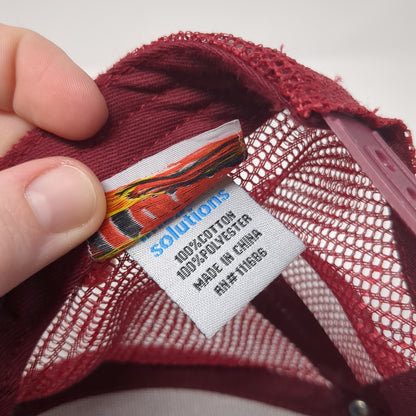 solutions
100%COTTON
100%POLYESTER
MADE IN CHINA
RN# 111686